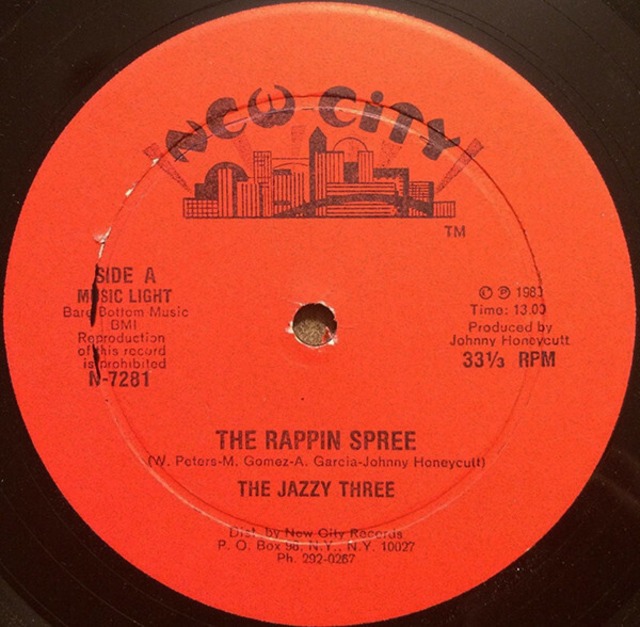 NEW CITY
TM
SIDE A
MUSIC LIGHT
Bare Bottom Music
BMI
Reproduction
of this record
is prohibited
N-7281
© ℗ 1983
Time: 13.00
Produced by
Johnny Honeycutt
33⅓ RPM
THE RAPPIN SPREE
(W. Peters-M. Gomez-A. Garcia-Johnny Honeycutt)
THE JAZZY THREE
Dist. by New City Records
P. O. Box 98, N.Y., N.Y. 10027
Ph. 292-0267